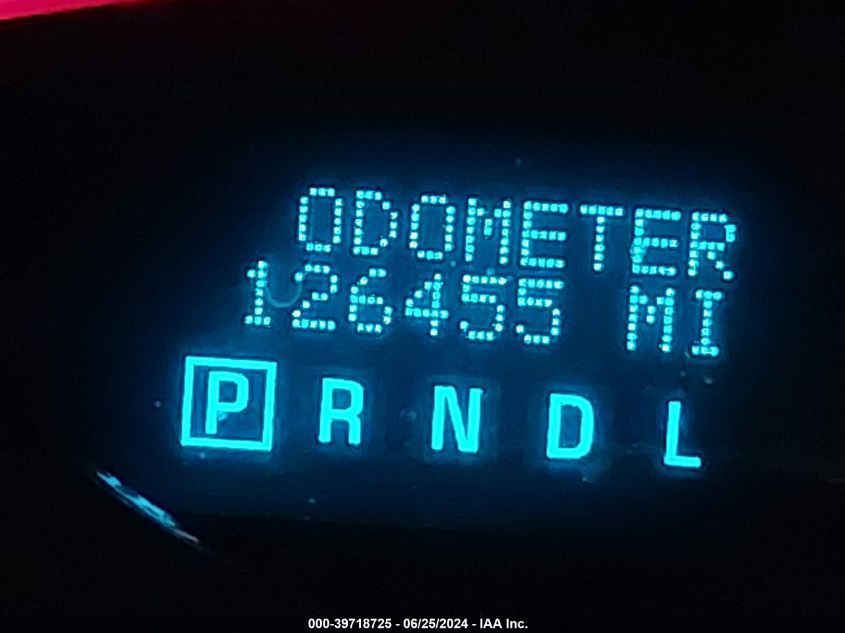 ODOMETER
126455 MI
P R N D L
000-39718725 - 06/25/2024 - IAA Inc.